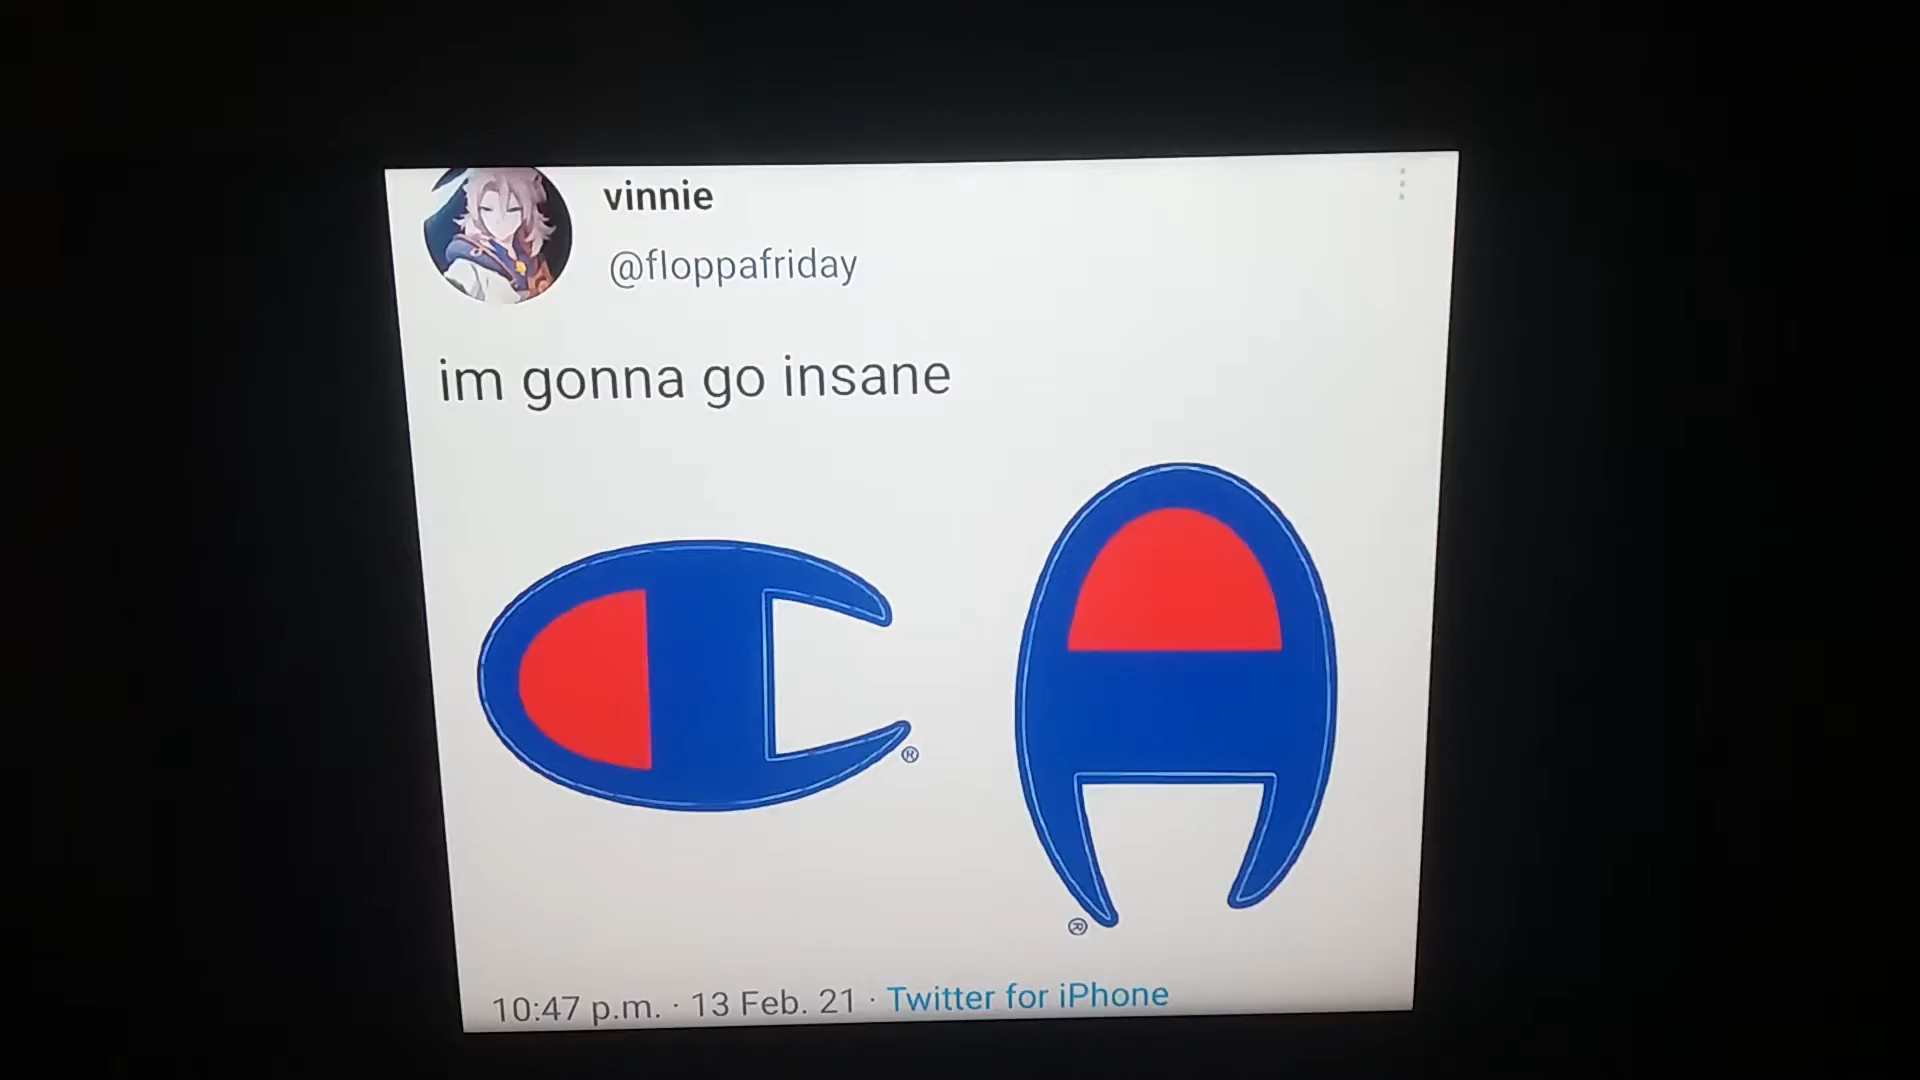 vinnie
@floppafriday
im gonna go insane
®
®
10:47 p.m. · 13 Feb. 21 · Twitter for iPhone